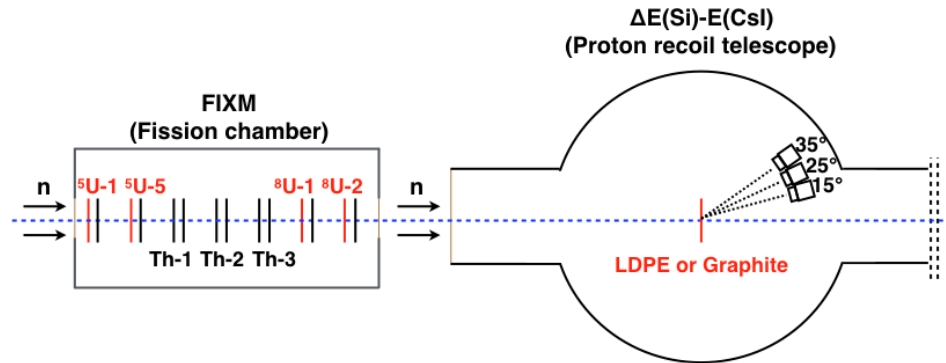 ΔE(Si)-E(CsI)
(Proton recoil telescope)
FIXM
(Fission chamber)
n
⁵U-1 ⁵U-5 ⁸U-1 ⁸U-2
Th-1 Th-2 Th-3
n
35°
25°
15°
LDPE or Graphite